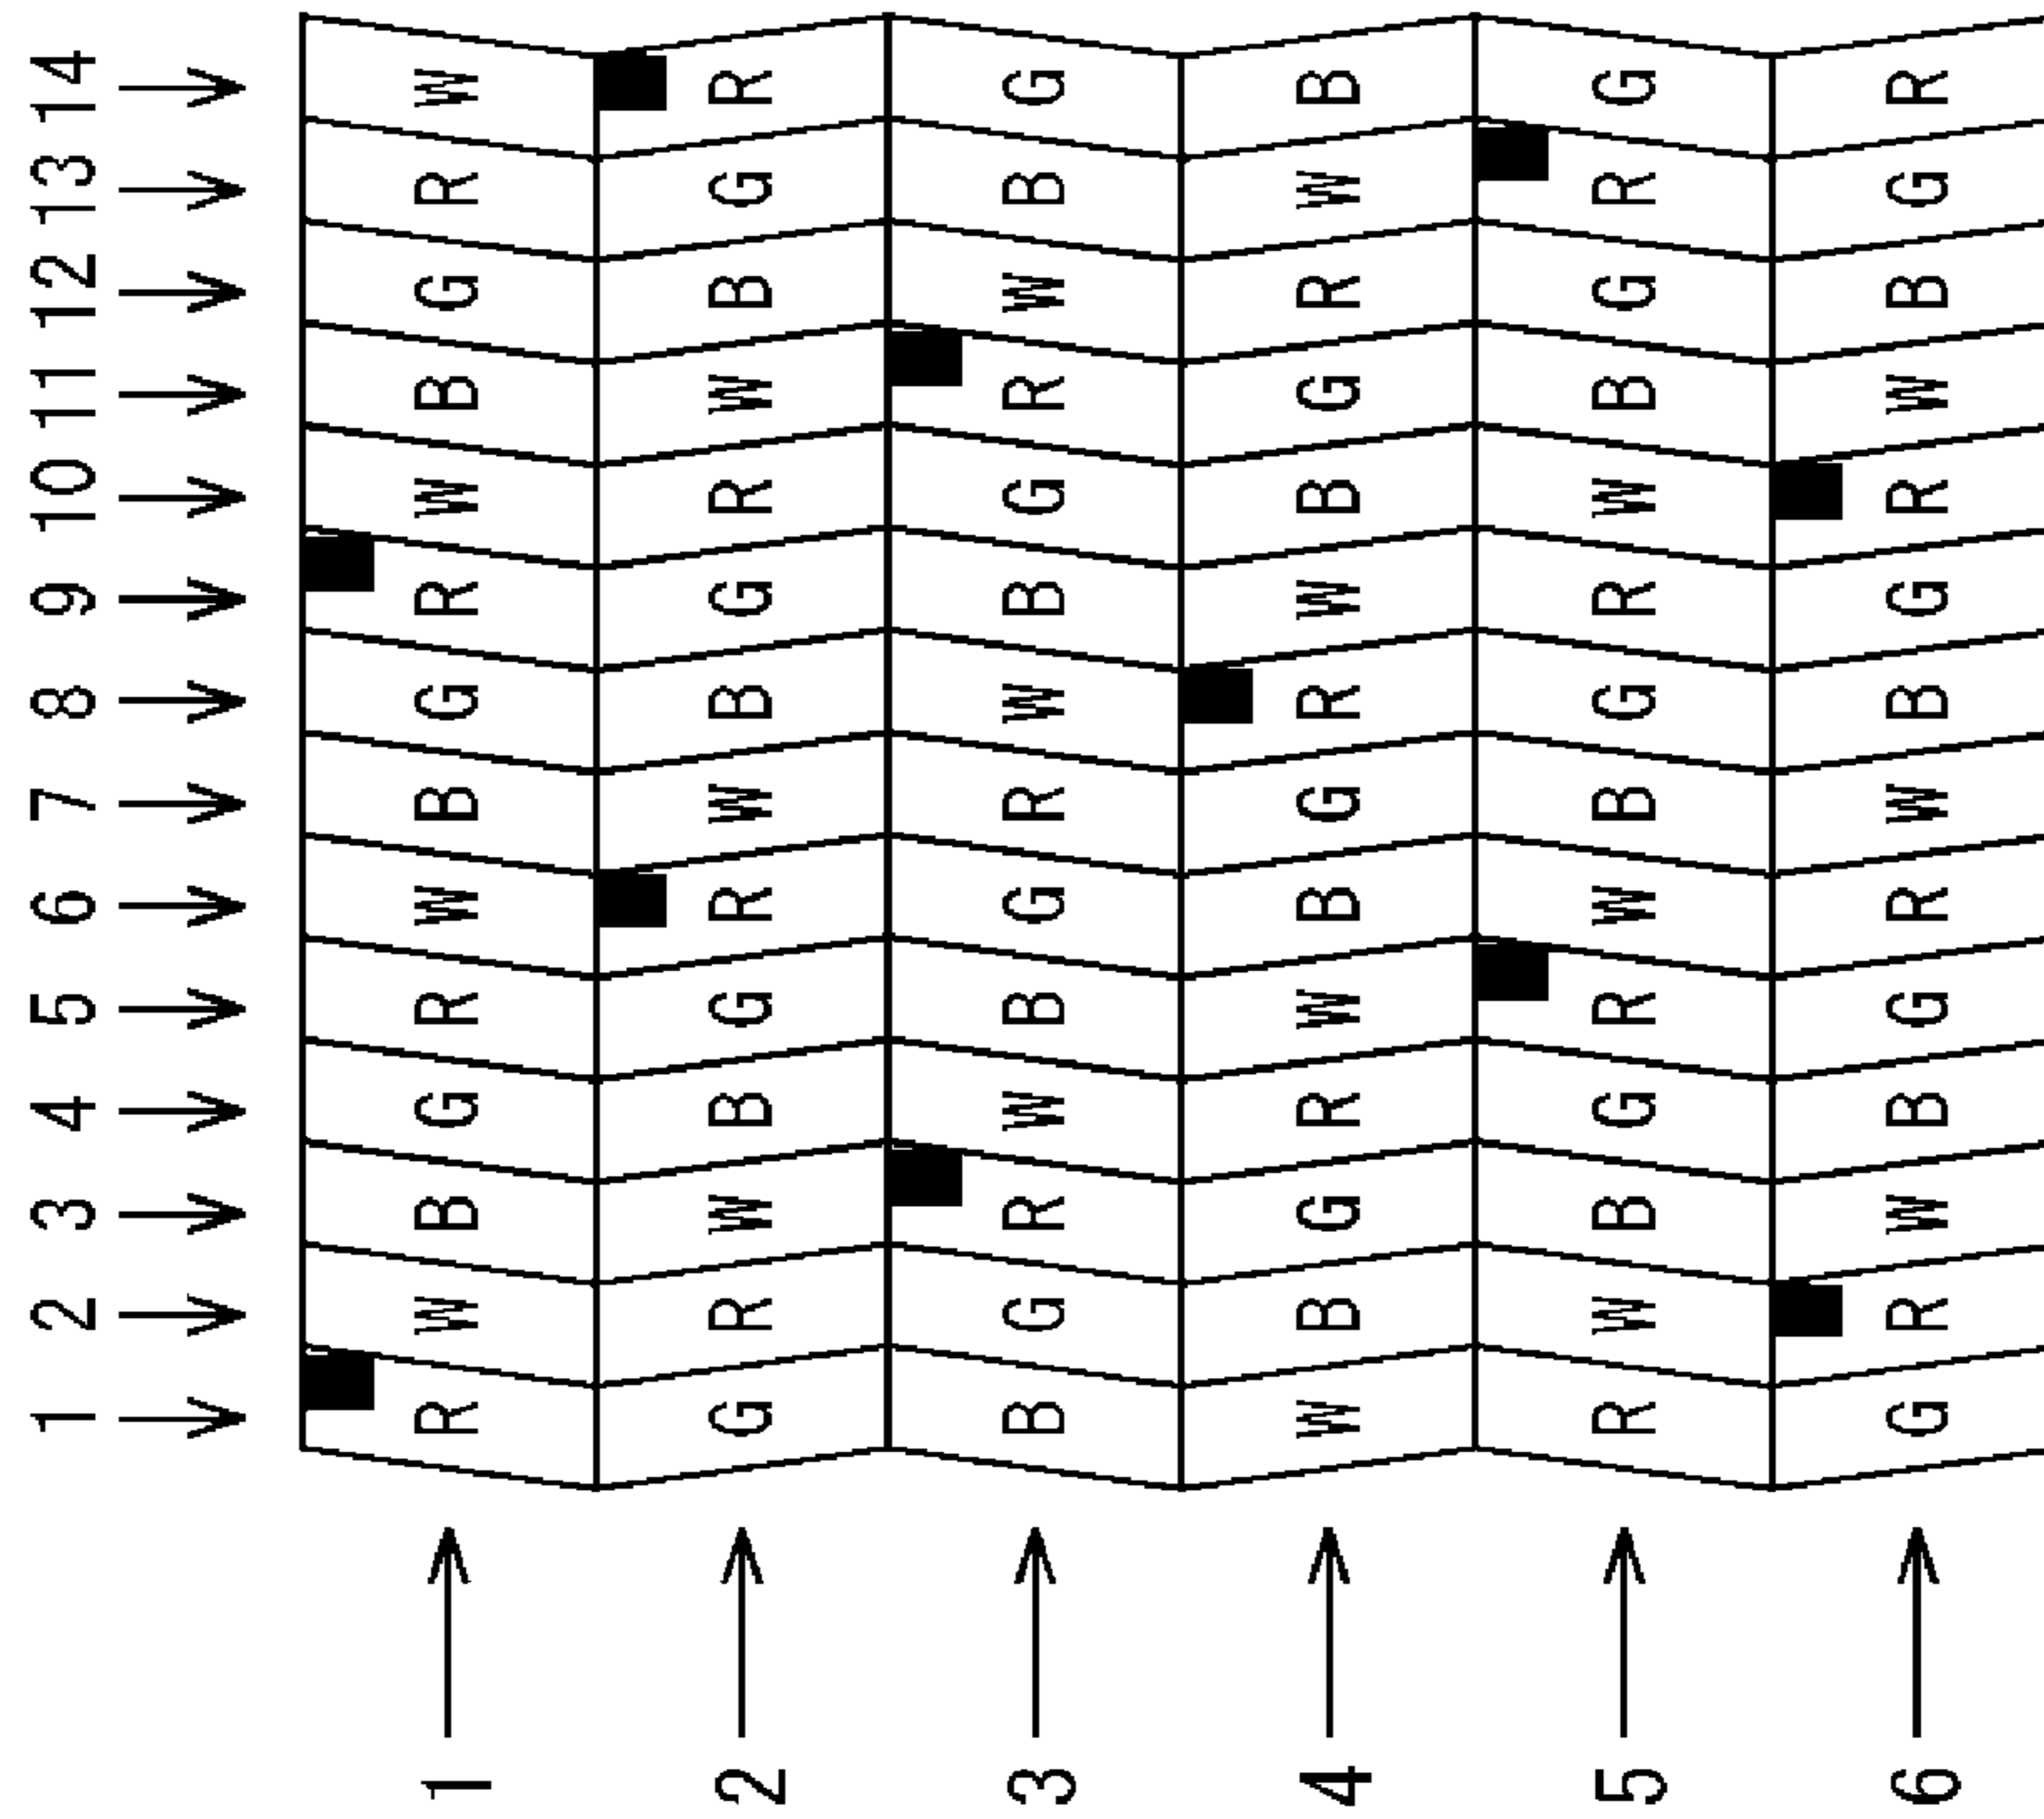 1 2 3 4 5 6 7 8 9 10 11 12 13 14
1 R W B G R W B G R W B G R W
2 G R W B G R W B G R W B G R
3 B G R W B G R W B G R W B G
4 W B G R W B G R W B G R W B
5 R W B G R W B G R W B G R G
6 G R W B G R W B G R W B G R